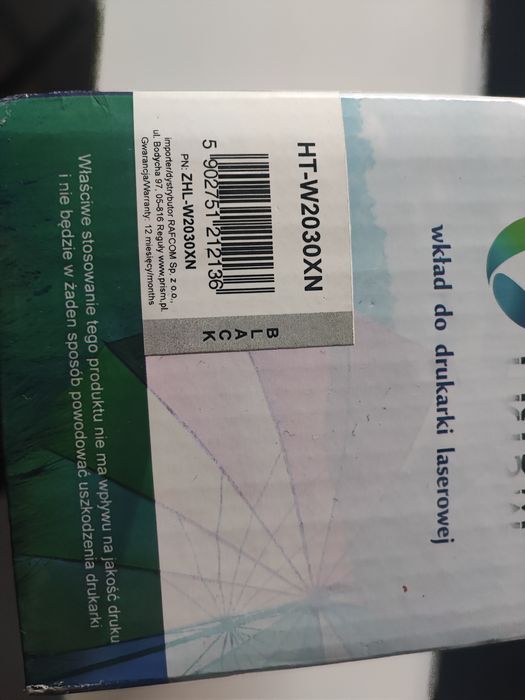 wkład do drukarki laserowej
HT-W2030XN
5 902751 212136
BLACK
PN: ZHL-W2030XN
importer/dystrybutor RAFCOM Sp. z o.o.,
ul. Bodycha 97, 05-816 Reguły www.prism.pl
Gwarancja/Warranty: 12 miesięcy/months
Właściwe stosowanie tego produktu nie ma wpływu na jakość druku
i nie będzie w żaden sposób powodować uszkodzenia drukarki